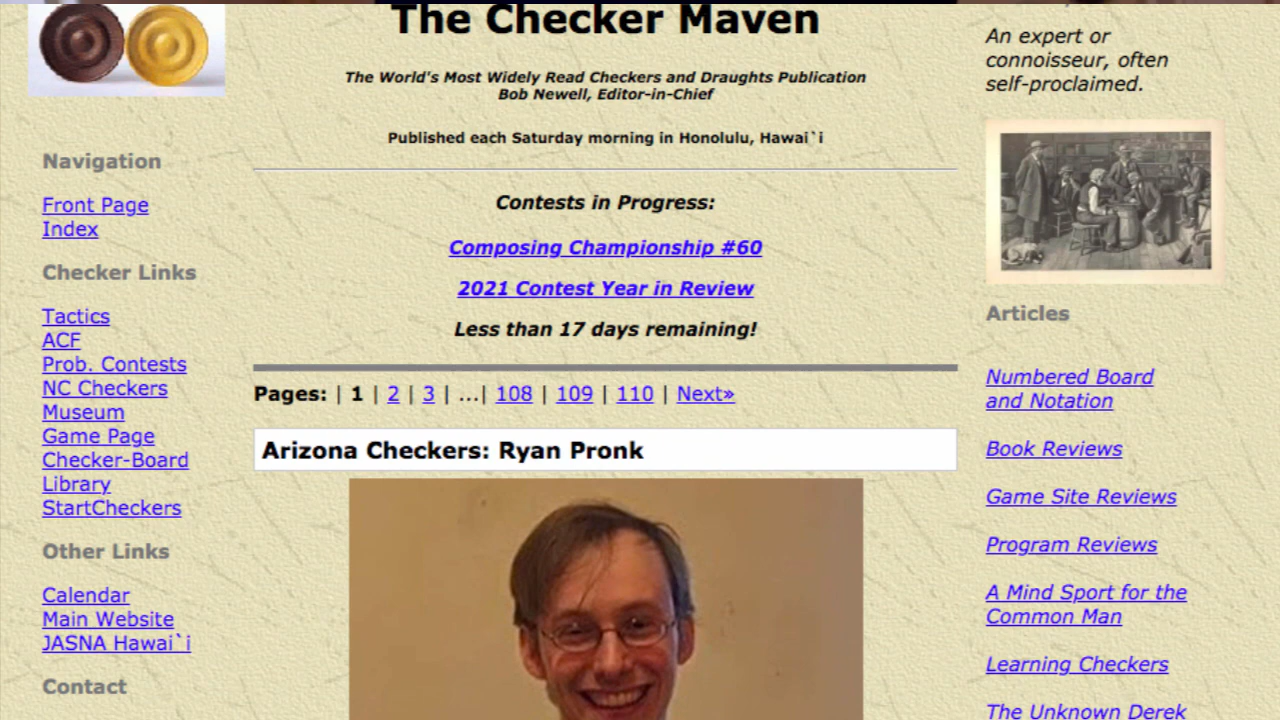 The Checker Maven
The World's Most Widely Read Checkers and Draughts Publication
Bob Newell, Editor-in-Chief
Published each Saturday morning in Honolulu, Hawai`i
Navigation
Front Page
Index
Checker Links
Tactics
ACF
Prob. Contests
NC Checkers
Museum
Game Page
Checker-Board
Library
StartCheckers
Other Links
Calendar
Main Website
JASNA Hawai`i
Contact
Contests in Progress:
Composing Championship #60
2021 Contest Year in Review
Less than 17 days remaining!
Pages: | 1 | 2 | 3 | ...| 108 | 109 | 110 | Next»
Arizona Checkers: Ryan Pronk
An expert or
connoisseur, often
self-proclaimed.
Articles
Numbered Board
and Notation
Book Reviews
Game Site Reviews
Program Reviews
A Mind Sport for the
Common Man
Learning Checkers
The Unknown Derek